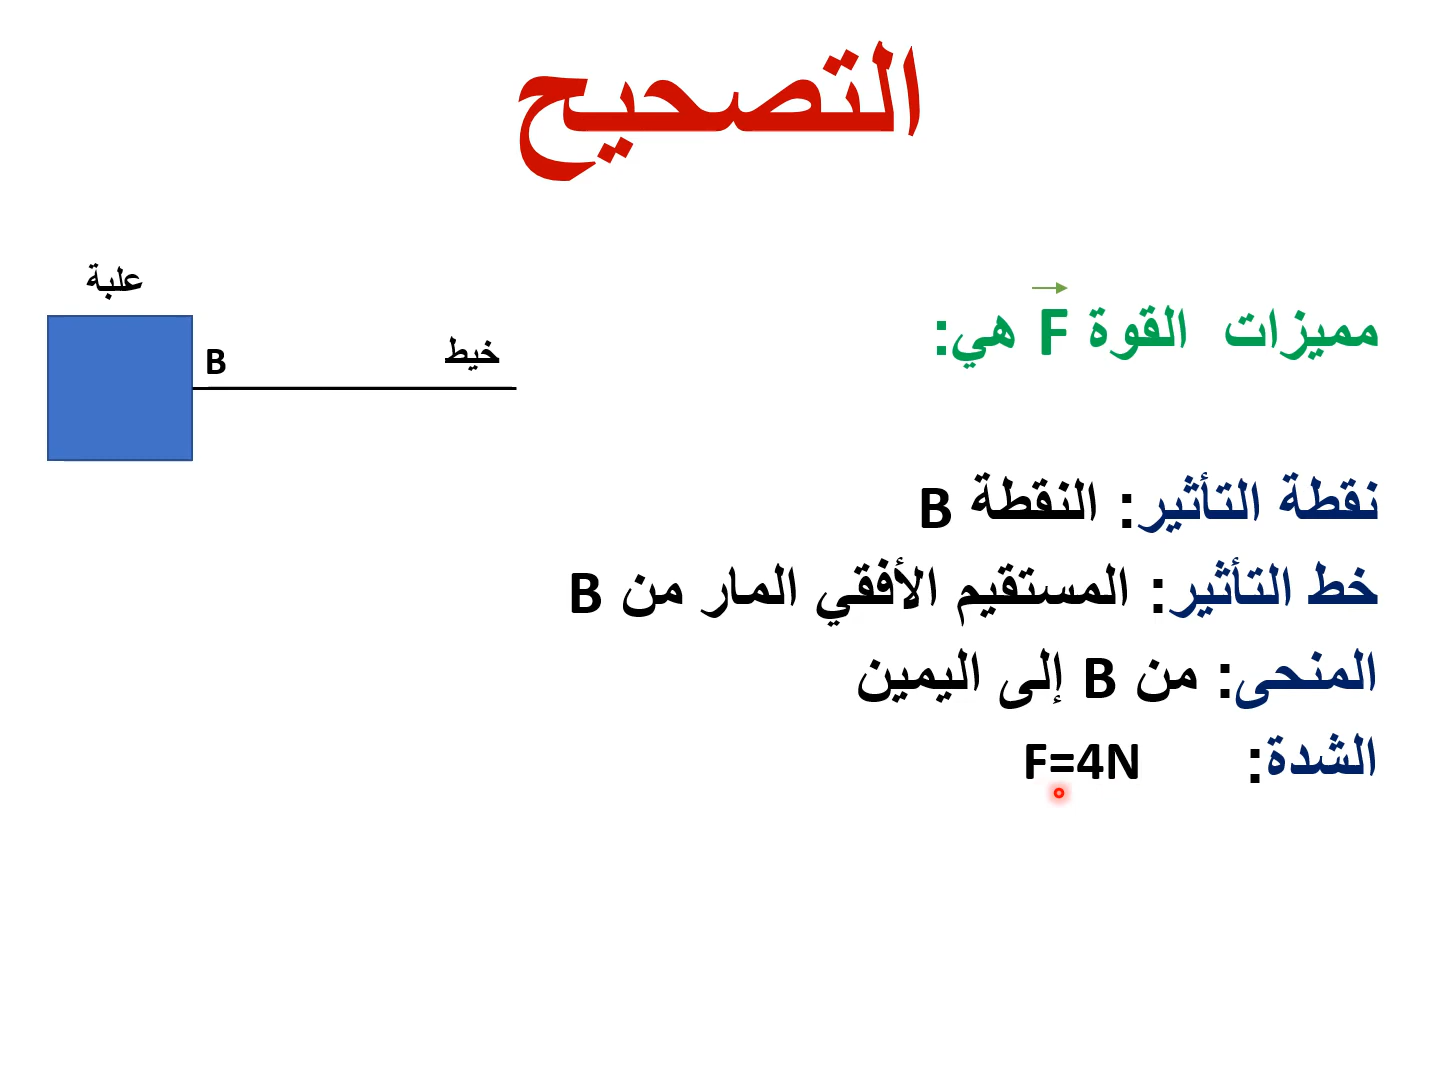 التصحيح
علبة
B
خيط
مميزات القوة F هي:
نقطة التأثير: النقطة B
خط التأثير: المستقيم الأفقي المار من B
المنحى: من B إلى اليمين
الشدة: F=4N